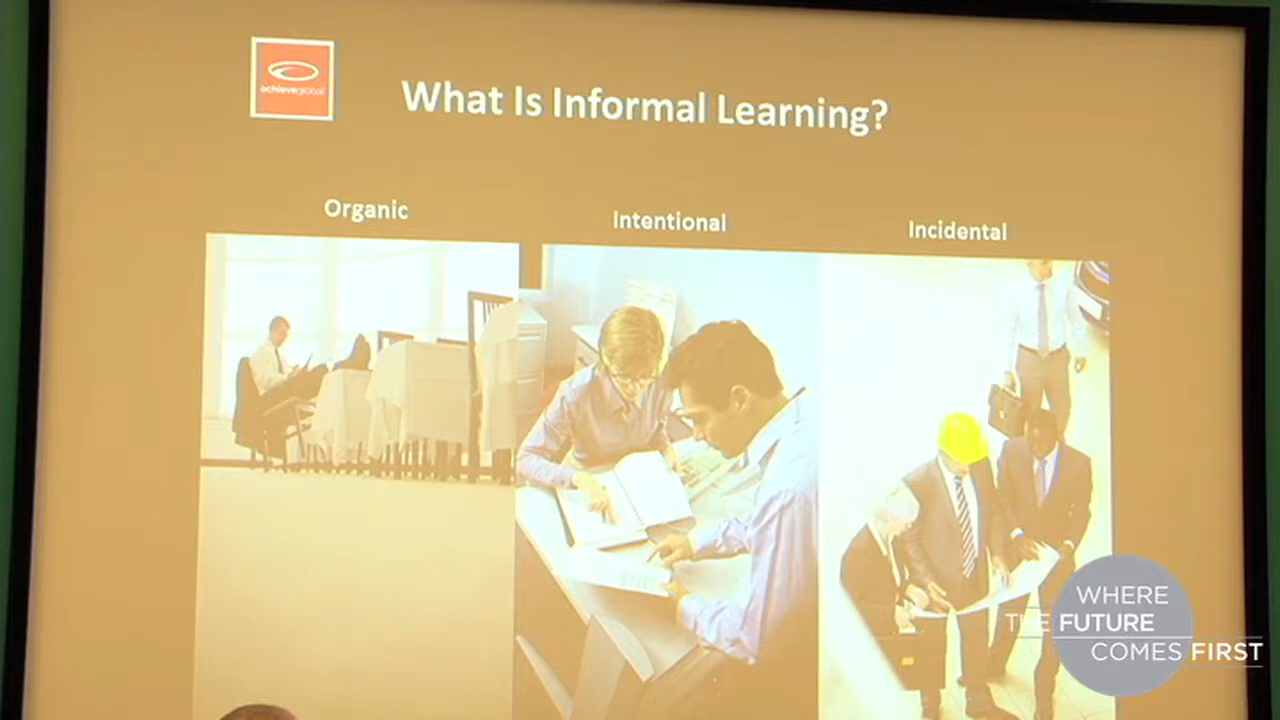 achieveglobal
What Is Informal Learning?
Organic
Intentional
Incidental
WHERE
THE FUTURE
COMES FIRST